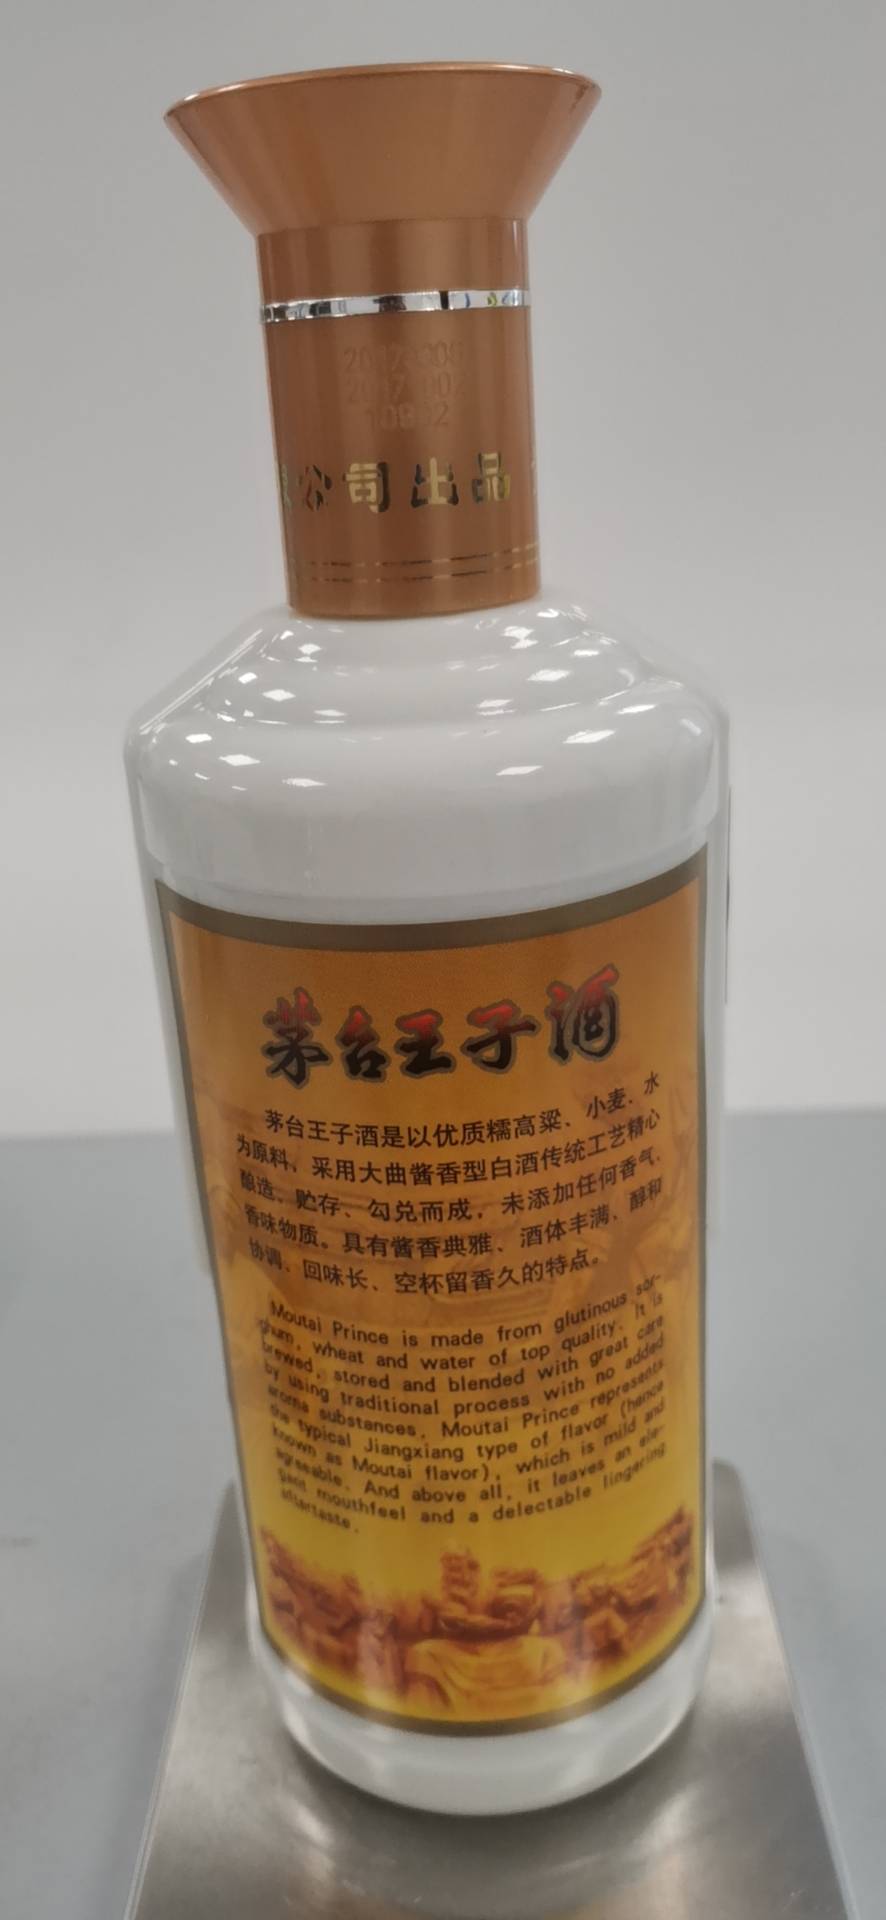 公司出品
茅台王子酒
茅台王子酒是以优质糯高粱、小麦、水
为原料，采用大曲酱香型白酒传统工艺精心
酿造、贮存、勾兑而成，未添加任何香气、
香味物质。具有酱香典雅、酒体丰满、醇和
协调、回味长、空杯留香久的特点。
Moutai Prince is made from glutinous sor-
ghum, wheat and water of top quality. It is
brewed, stored and blended with great care
by using traditional process with no added
aroma substances. Moutai Prince represents
the typical Jiangxiang type of flavor (hence
known as Moutai flavor), which is mild and
agreeable. And above all, it leaves an ele-
gant mouthfeel and a delectable lingering
aftertaste.